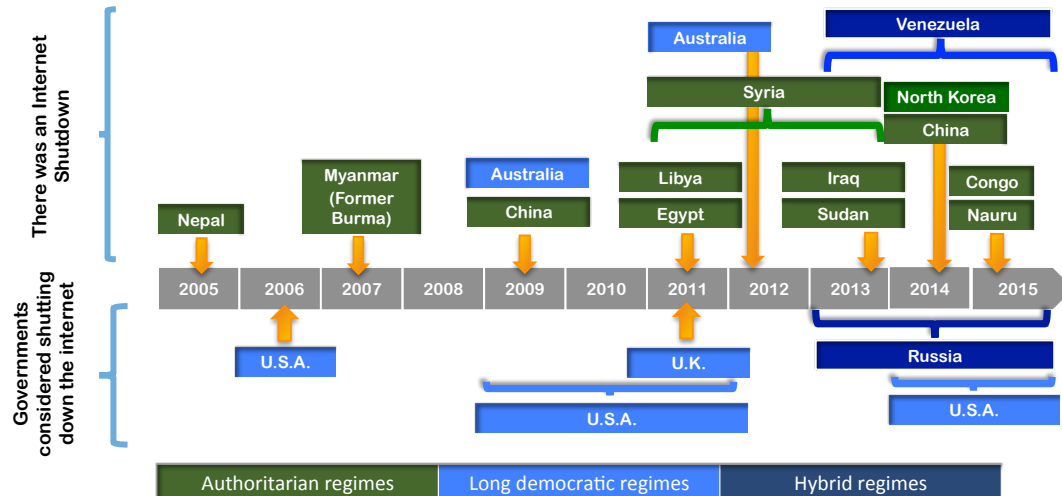 There was an Internet
Shutdown
Venezuela
Australia
Syria
North Korea
China
Myanmar
(Former
Burma)
Australia
Libya
Iraq
Congo
Nepal
China
Egypt
Sudan
Nauru
2005 2006 2007 2008 2009 2010 2011 2012 2013 2014 2015
Governments
considered shutting
down the internet
U.S.A.
U.K.
Russia
U.S.A.
U.S.A.
Authoritarian regimes Long democratic regimes Hybrid regimes